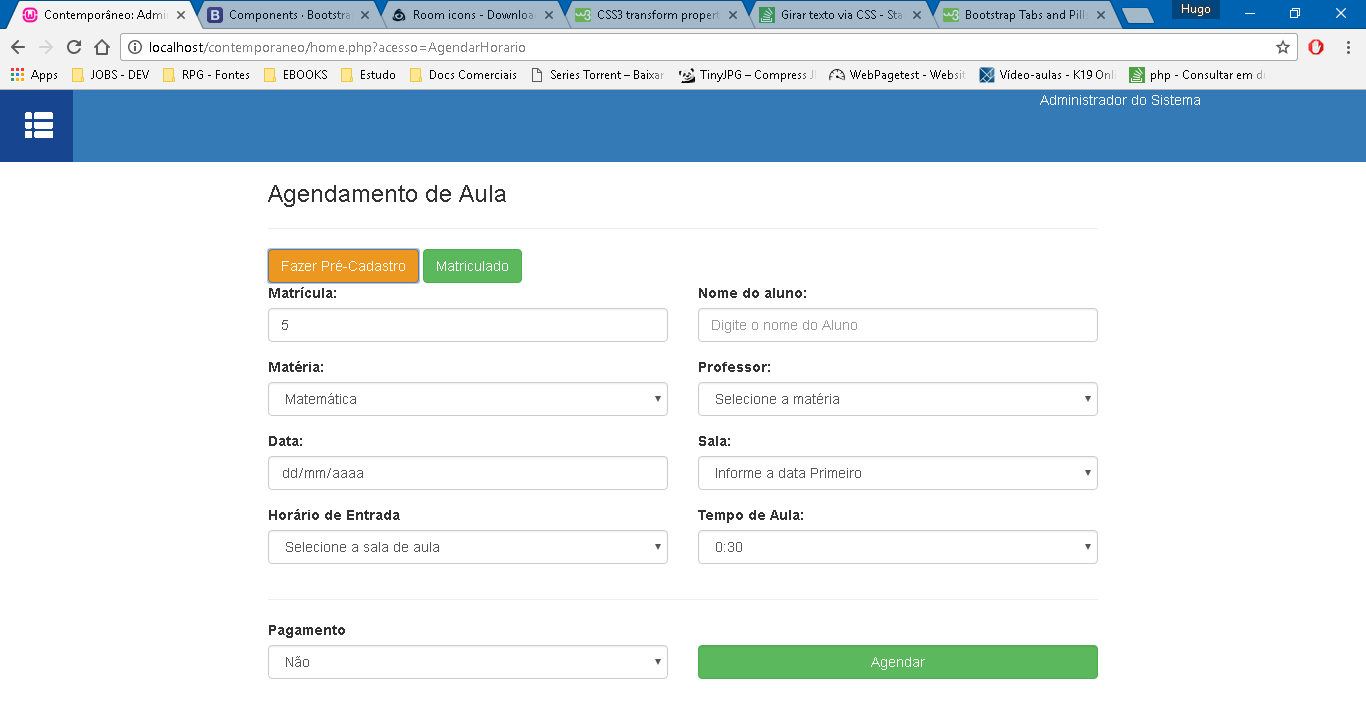 Contemporâneo: Admi
Components · Bootstra
Room icons - Downloa
CSS3 transform propert
Girar texto via CSS - Sta
Bootstrap Tabs and Pill
Hugo
localhost/contemporaneo/home.php?acesso=AgendarHorario
Apps
JOBS - DEV
RPG - Fontes
EBOOKS
Estudo
Docs Comerciais
Series Torrent – Baixar
TinyJPG – Compress J
WebPagetest - Websit
Vídeo-aulas - K19 Onli
php - Consultar em du
Administrador do Sistema
Agendamento de Aula
Fazer Pré-Cadastro
Matriculado
Matrícula:
Nome do aluno:
5
Digite o nome do Aluno
Matéria:
Professor:
Matemática
Selecione a matéria
Data:
Sala:
dd/mm/aaaa
Informe a data Primeiro
Horário de Entrada
Tempo de Aula:
Selecione a sala de aula
0:30
Pagamento
Não
Agendar